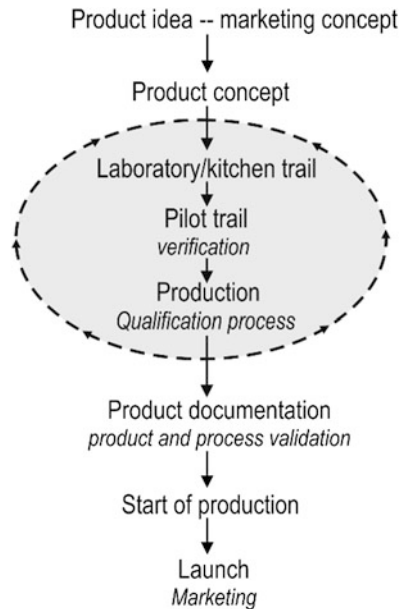 Product idea -- marketing concept
Product concept
Laboratory/kitchen trail
Pilot trail
verification
Production
Qualification process
Product documentation
product and process validation
Start of production
Launch
Marketing